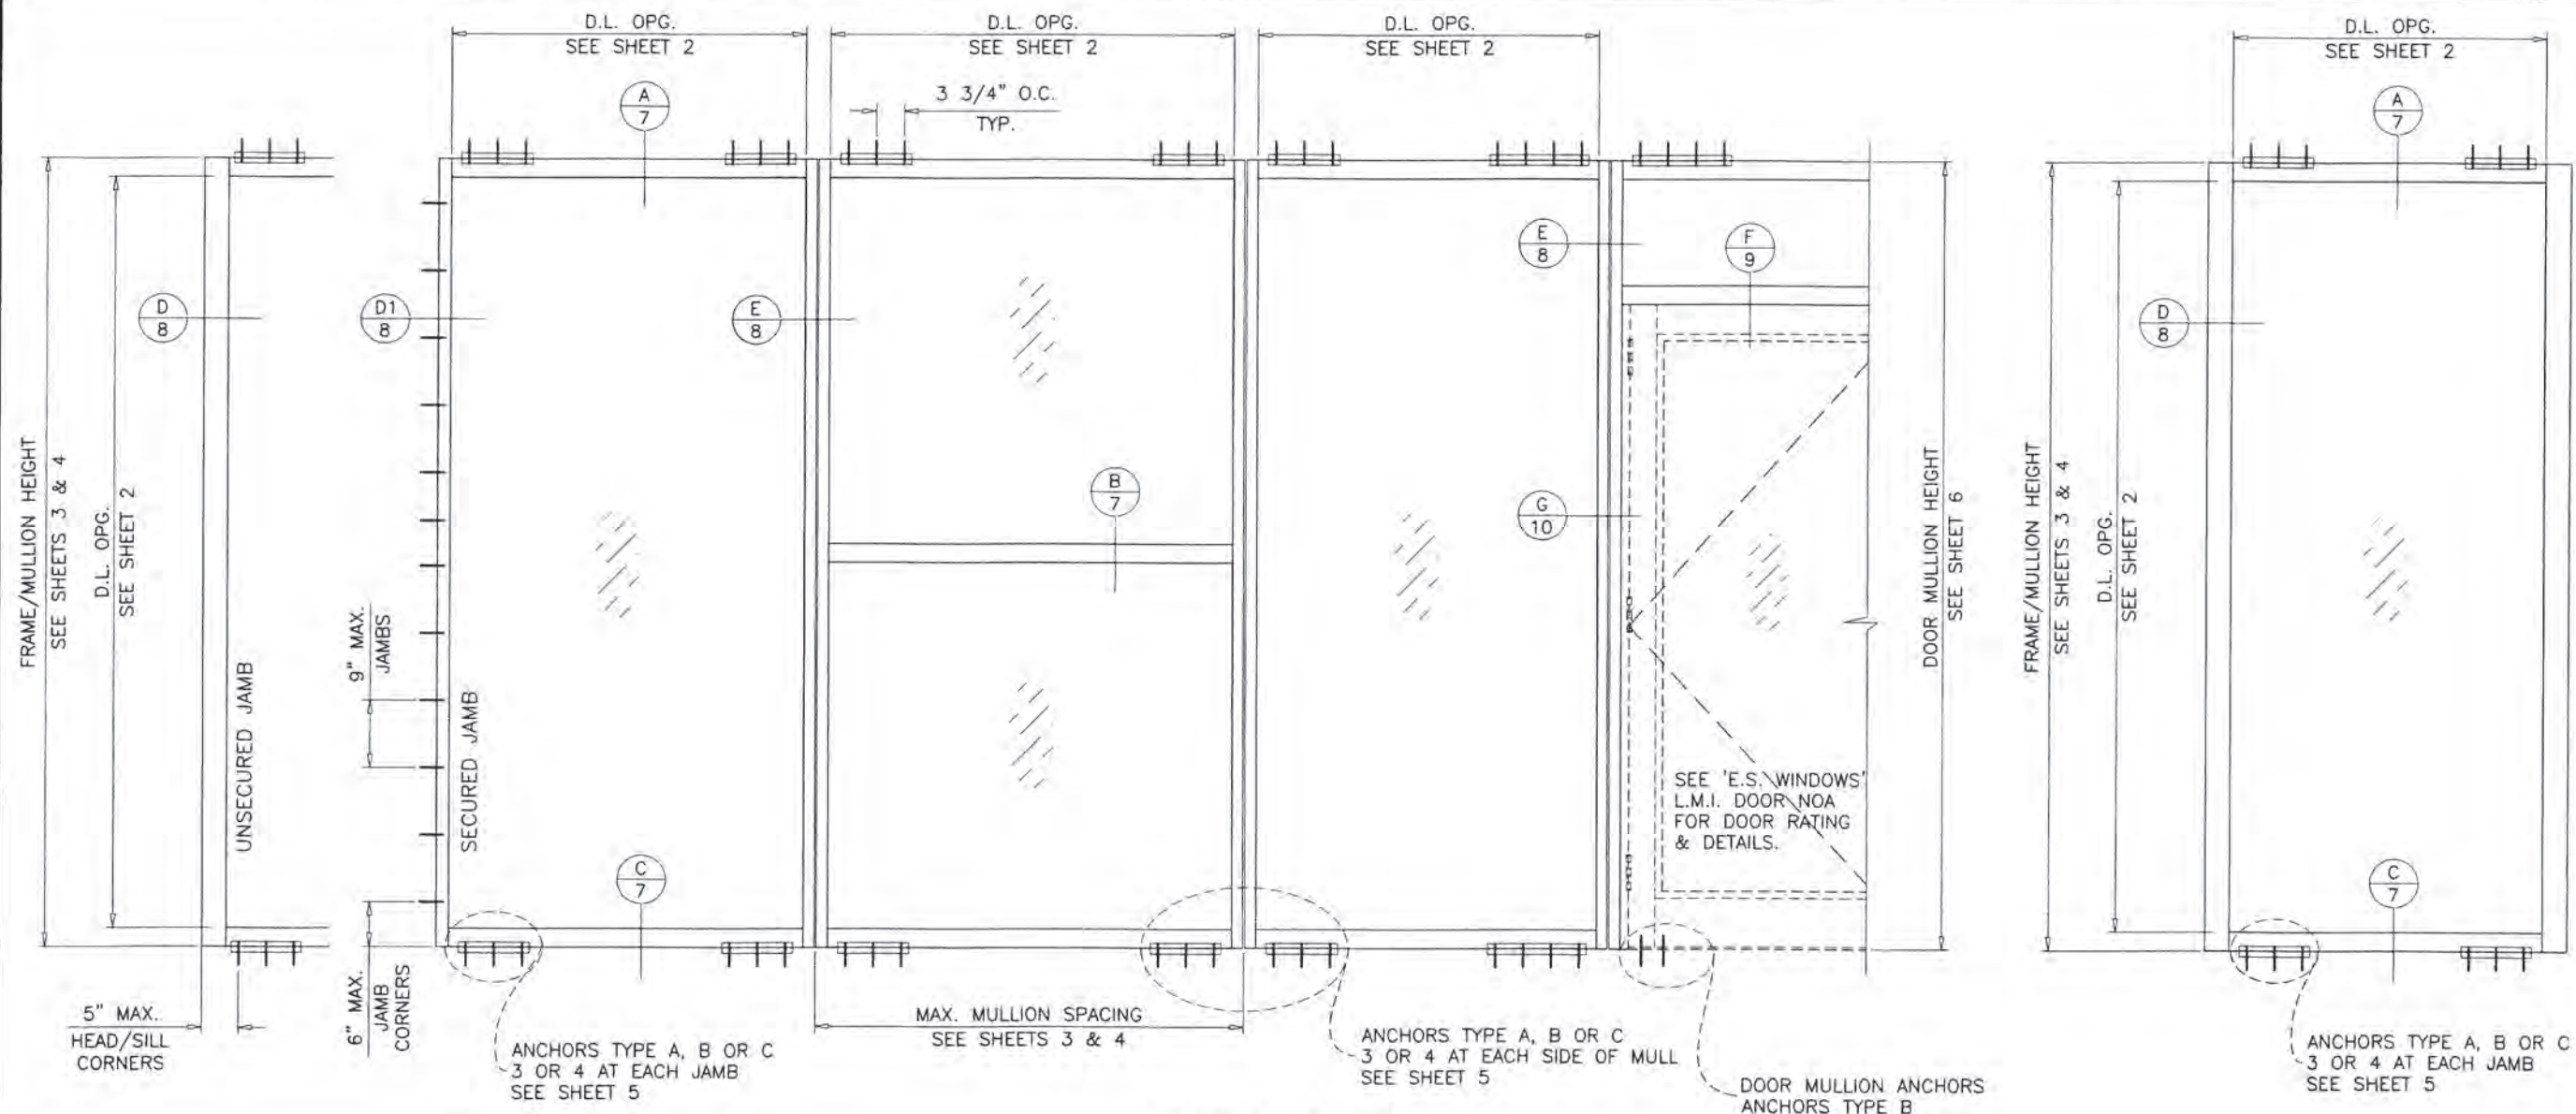 D.L. OPG.
SEE SHEET 2
D.L. OPG.
SEE SHEET 2
D.L. OPG.
SEE SHEET 2
D.L. OPG.
SEE SHEET 2
3 3/4" O.C.
TYP.
A
7
A
7
E
8
F
9
D
8
D1
8
E
8
D
8
B
7
G
10
FRAME/MULLION HEIGHT
SEE SHEETS 3 & 4
D.L. OPG.
SEE SHEET 2
UNSECURED JAMB
9" MAX.
JAMBS
SECURED JAMB
DOOR MULLION HEIGHT
SEE SHEET 6
FRAME/MULLION HEIGHT
SEE SHEETS 3 & 4
D.L. OPG.
SEE SHEET 2
SEE 'E.S. WINDOWS'
L.M.I. DOOR NOA
FOR DOOR RATING
& DETAILS.
C
7
C
7
5" MAX.
HEAD/SILL
CORNERS
6" MAX.
JAMB
CORNERS
ANCHORS TYPE A, B OR C
3 OR 4 AT EACH JAMB
SEE SHEET 5
MAX. MULLION SPACING
SEE SHEETS 3 & 4
ANCHORS TYPE A, B OR C
3 OR 4 AT EACH SIDE OF MULL
SEE SHEET 5
DOOR MULLION ANCHORS
ANCHORS TYPE B
ANCHORS TYPE A, B OR C
3 OR 4 AT EACH JAMB
SEE SHEET 5